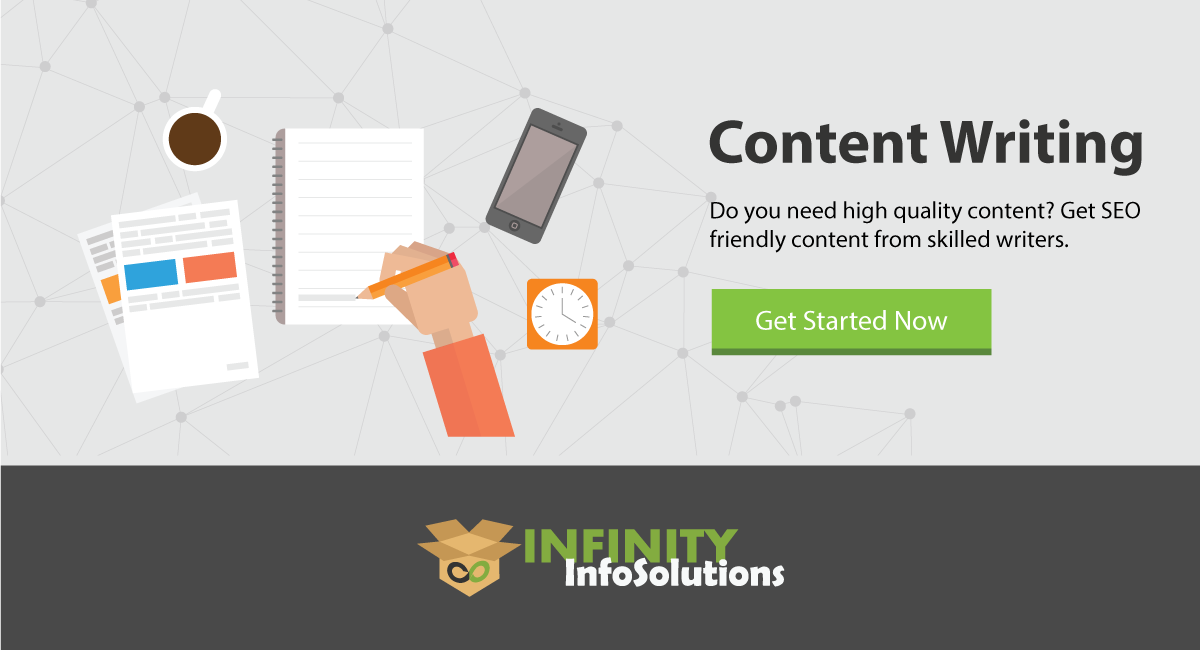 Content Writing
Do you need high quality content? Get SEO
friendly content from skilled writers.
Get Started Now
INFINITY
InfoSolutions